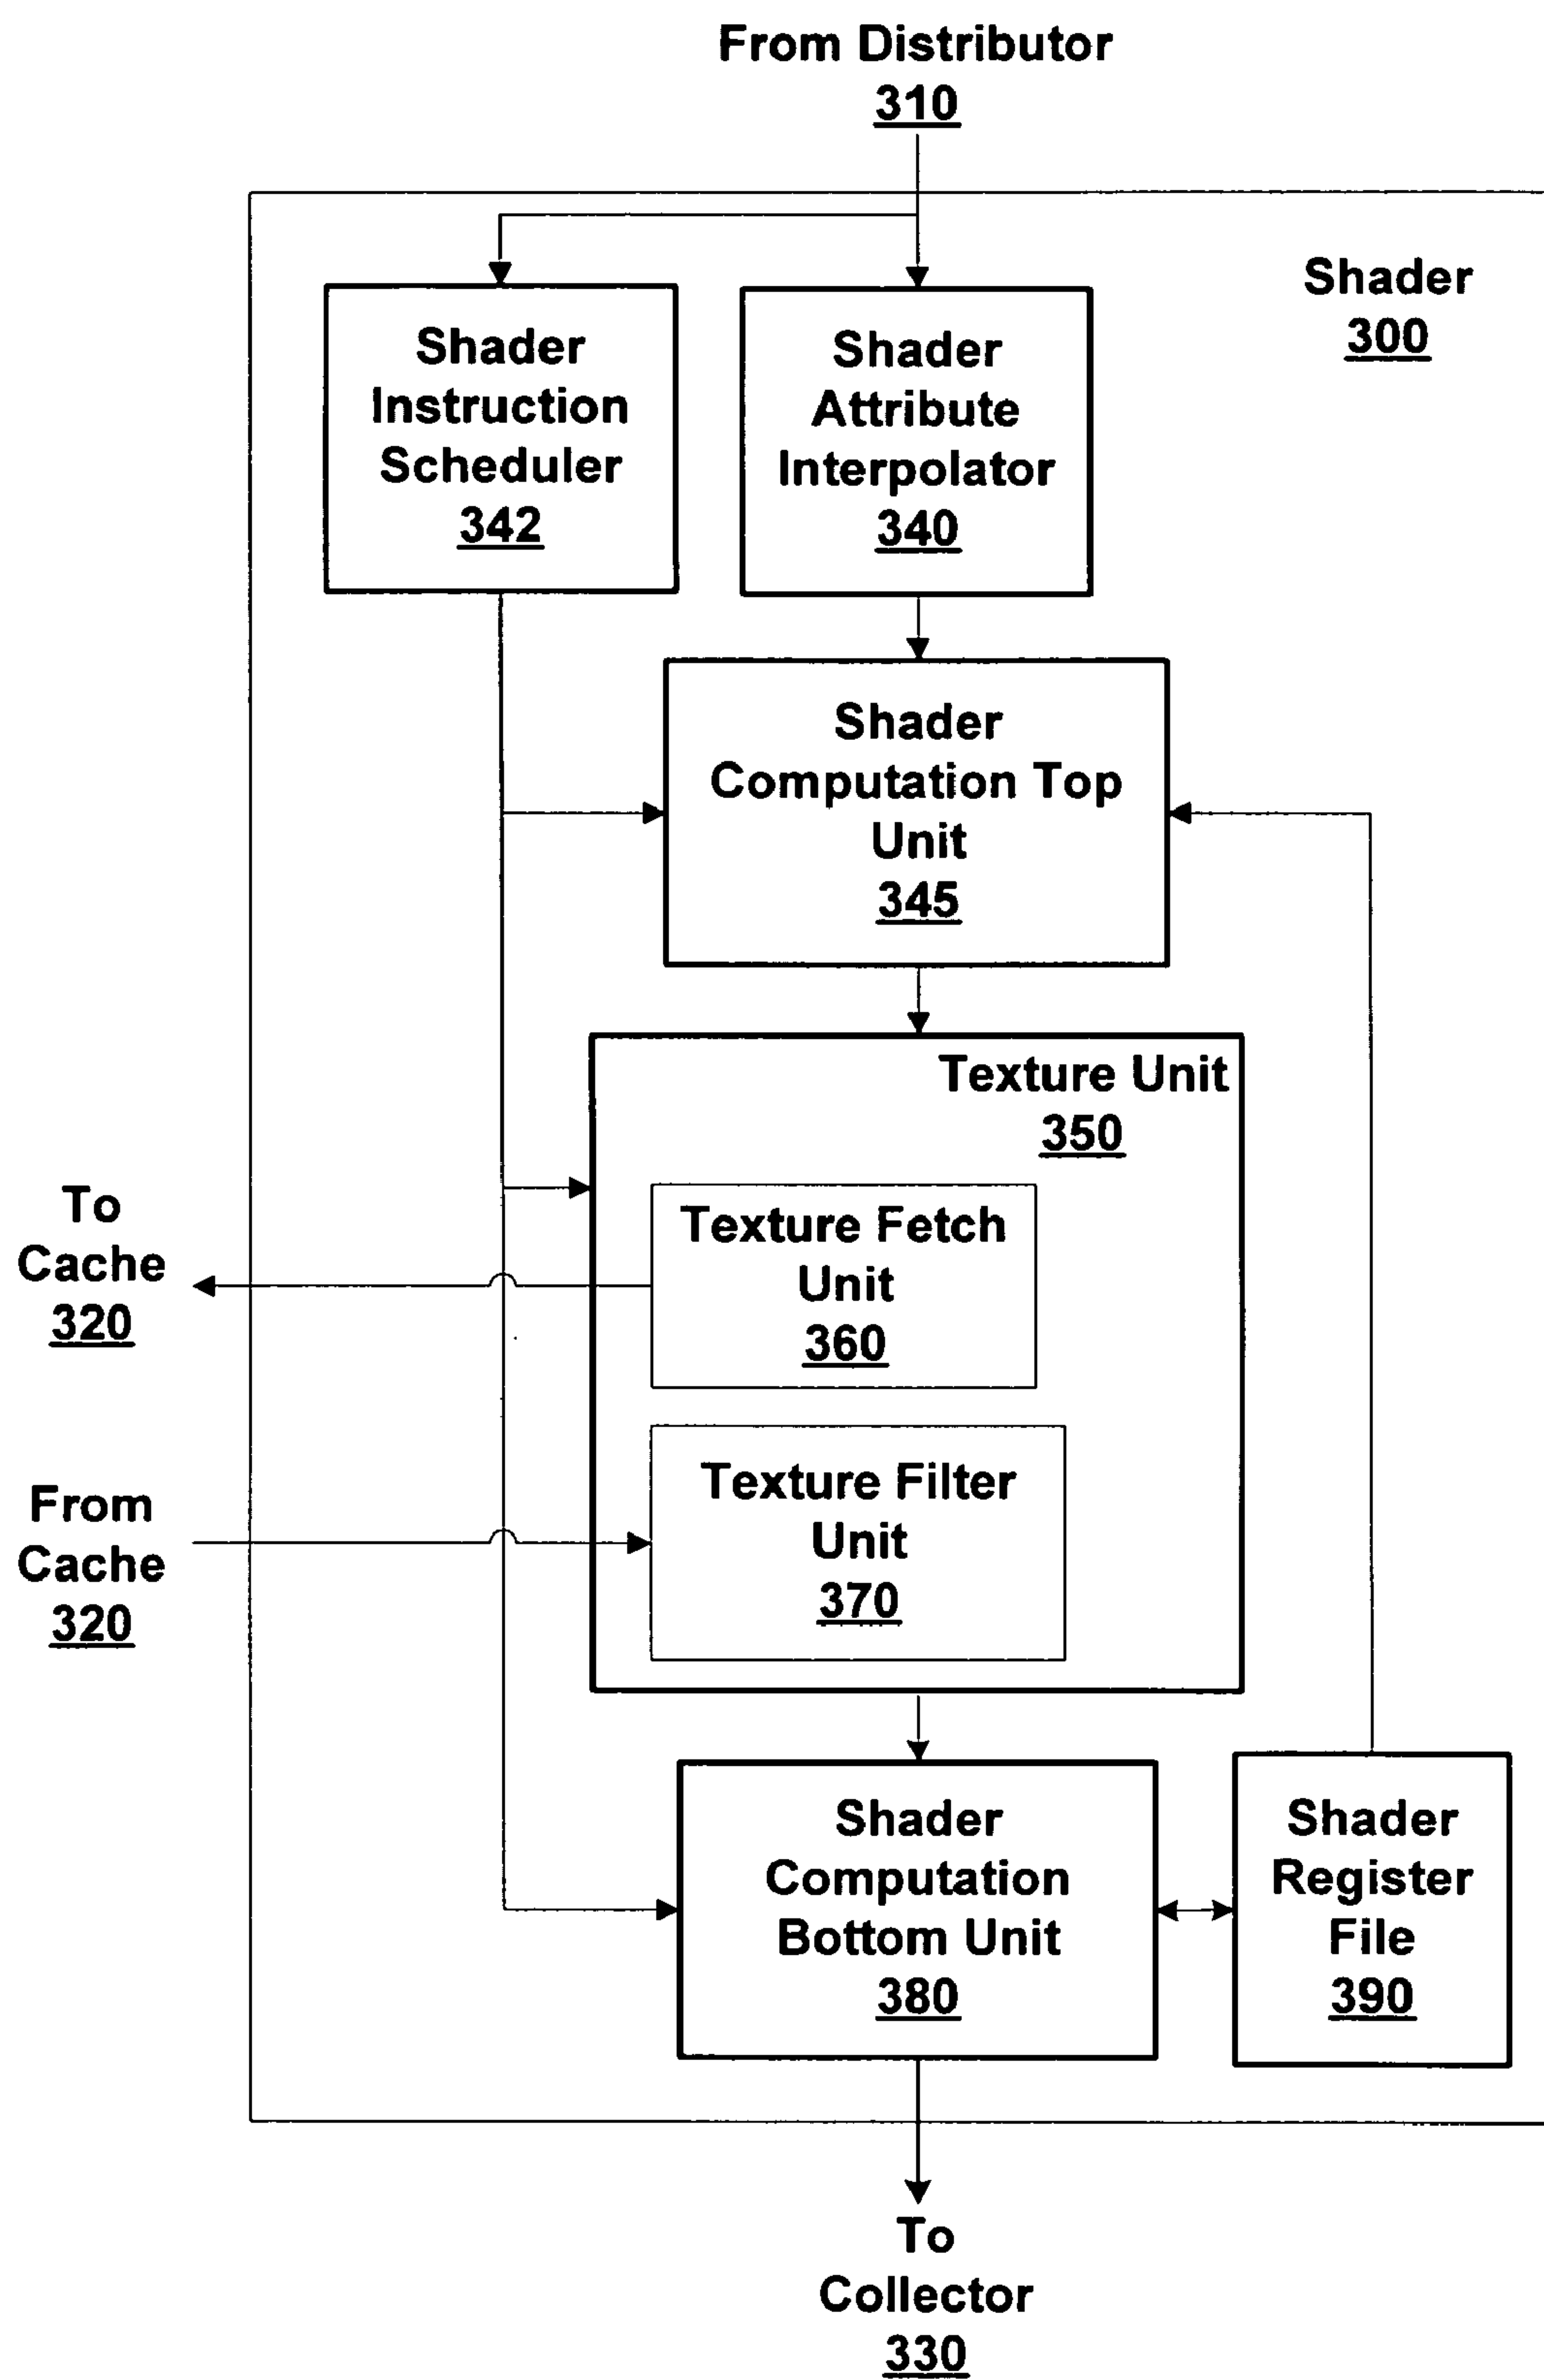 From Distributor
310
Shader
300
Shader
Instruction
Scheduler
342
Shader
Attribute
Interpolator
340
Shader
Computation Top
Unit
345
Texture Unit
350
To
Cache
320
Texture Fetch
Unit
360
From
Cache
320
Texture Filter
Unit
370
Shader
Computation
Bottom Unit
380
Shader
Register
File
390
To
Collector
330